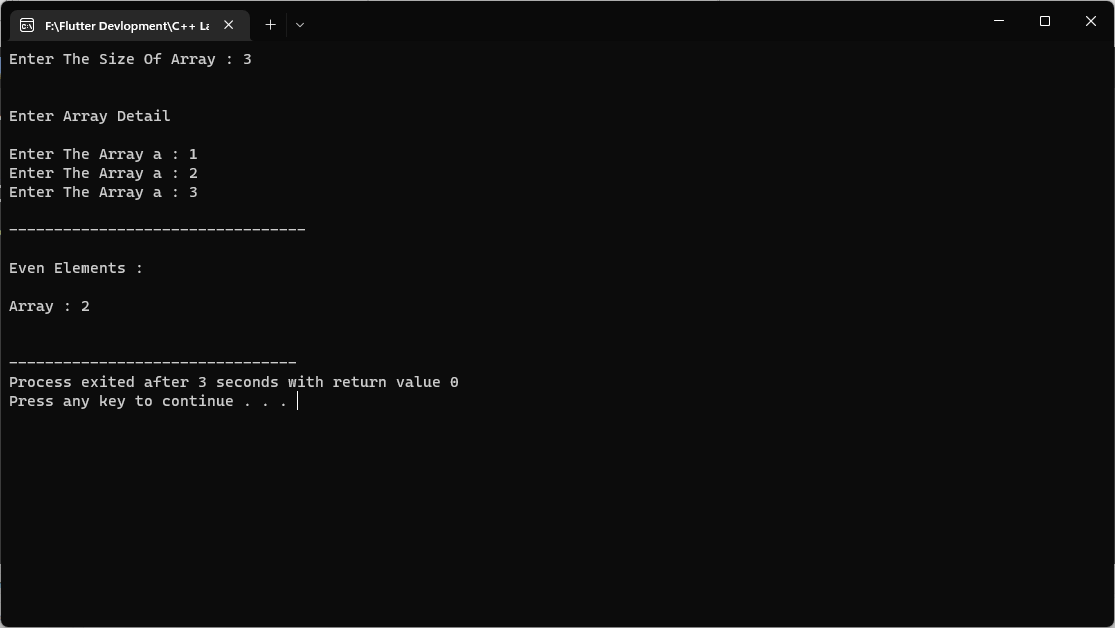 F:\Flutter Devlopment\C++ La
Enter The Size Of Array : 3
Enter Array Detail
Enter The Array a : 1
Enter The Array a : 2
Enter The Array a : 3
---------------------------------
Even Elements :
Array : 2
--------------------------------
Process exited after 3 seconds with return value 0
Press any key to continue . . .